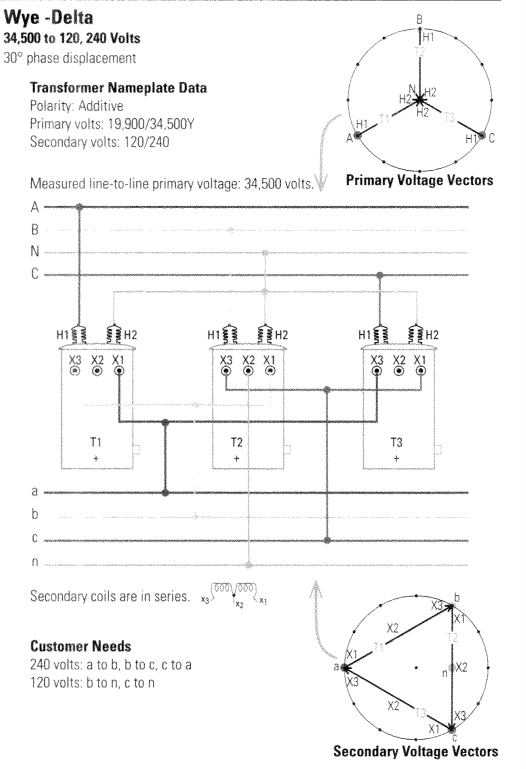 Wye -Delta
34,500 to 120, 240 Volts
30° phase displacement
Transformer Nameplate Data
Polarity: Additive
Primary volts: 19,900/34,500Y
Secondary volts: 120/240
Measured line-to-line primary voltage: 34,500 volts.
B
H1
T2
N
H2
H2
H2
T1
T3
H1
A
H1
C
Primary Voltage Vectors
A
B
N
C
H1 H2
H1 H2
H1 H2
X3 X2 X1
X3 X2 X1
X3 X2 X1
T1
+
T2
+
T3
+
a
b
c
n
Secondary coils are in series.
X3 X2 X1
Customer Needs
240 volts: a to b, b to c, c to a
120 volts: b to n, c to n
b
X3
X1
X2
T1
T2
X1
a
n
X2
X3
X2
T3
X3
X1
c
Secondary Voltage Vectors